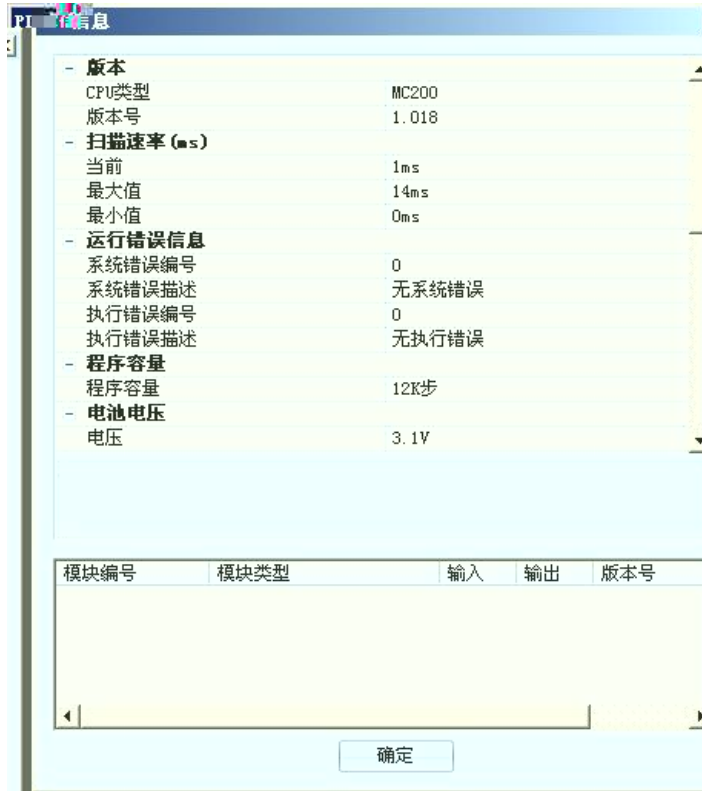 信息
- 版本
CPU类型 MC200
版本号 1.018
- 扫描速率(ms)
当前 1ms
最大值 14ms
最小值 0ms
- 运行错误信息
系统错误编号 0
系统错误描述 无系统错误
执行错误编号 0
执行错误描述 无执行错误
- 程序容量
程序容量 12K步
- 电池电压
电压 3.1V
模块编号 模块类型 输入 输出 版本号
确定